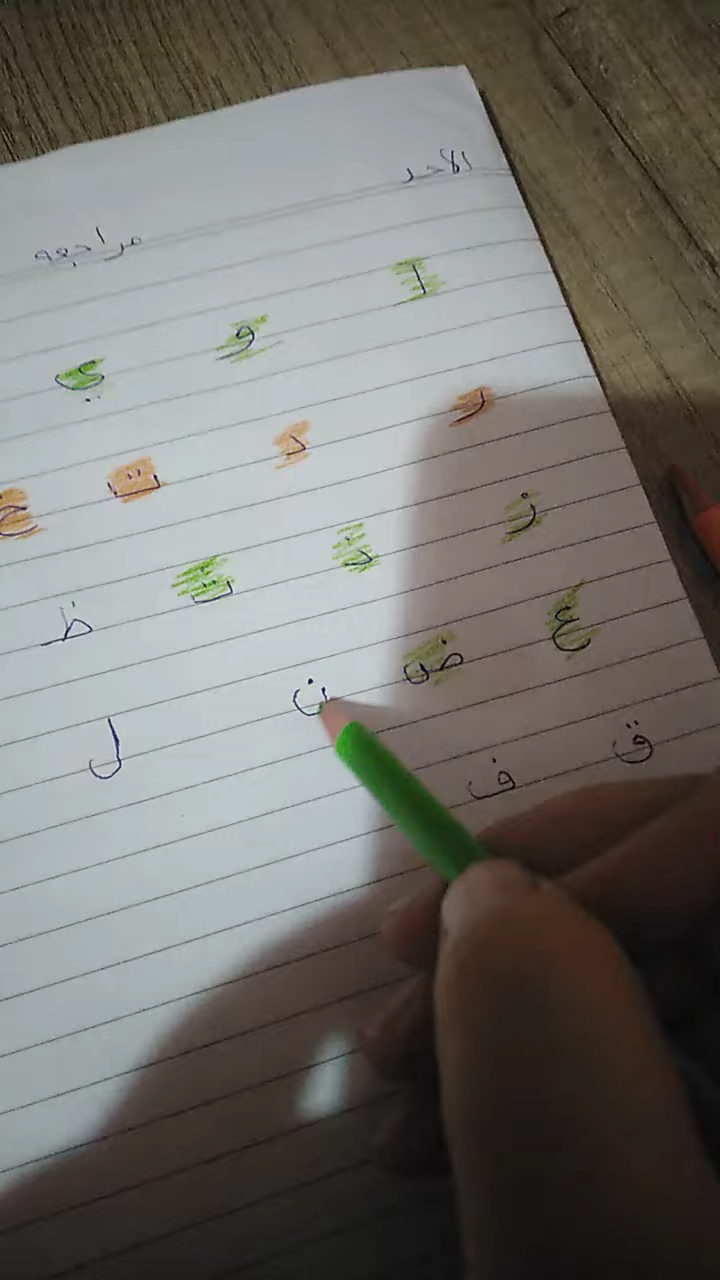 الأحد
مراجعه
ا و ي
ر د ت
ز ذ ث ظ
ع ض ن ل
ق ف